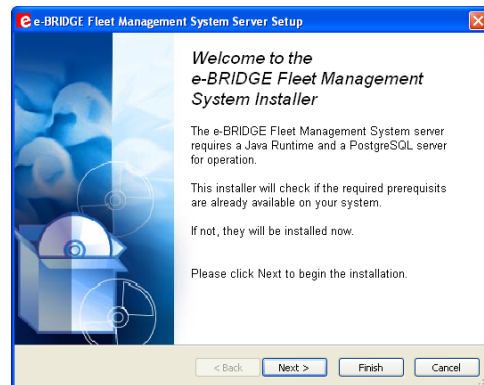 e-BRIDGE Fleet Management System Server Setup
Welcome to the
e-BRIDGE Fleet Management
System Installer
The e-BRIDGE Fleet Management System server
requires a Java Runtime and a PostgreSQL server
for operation.
This installer will check if the required prerequisits
are already available on your system.
If not, they will be installed now.
Please click Next to begin the installation.
< Back Next > Finish Cancel